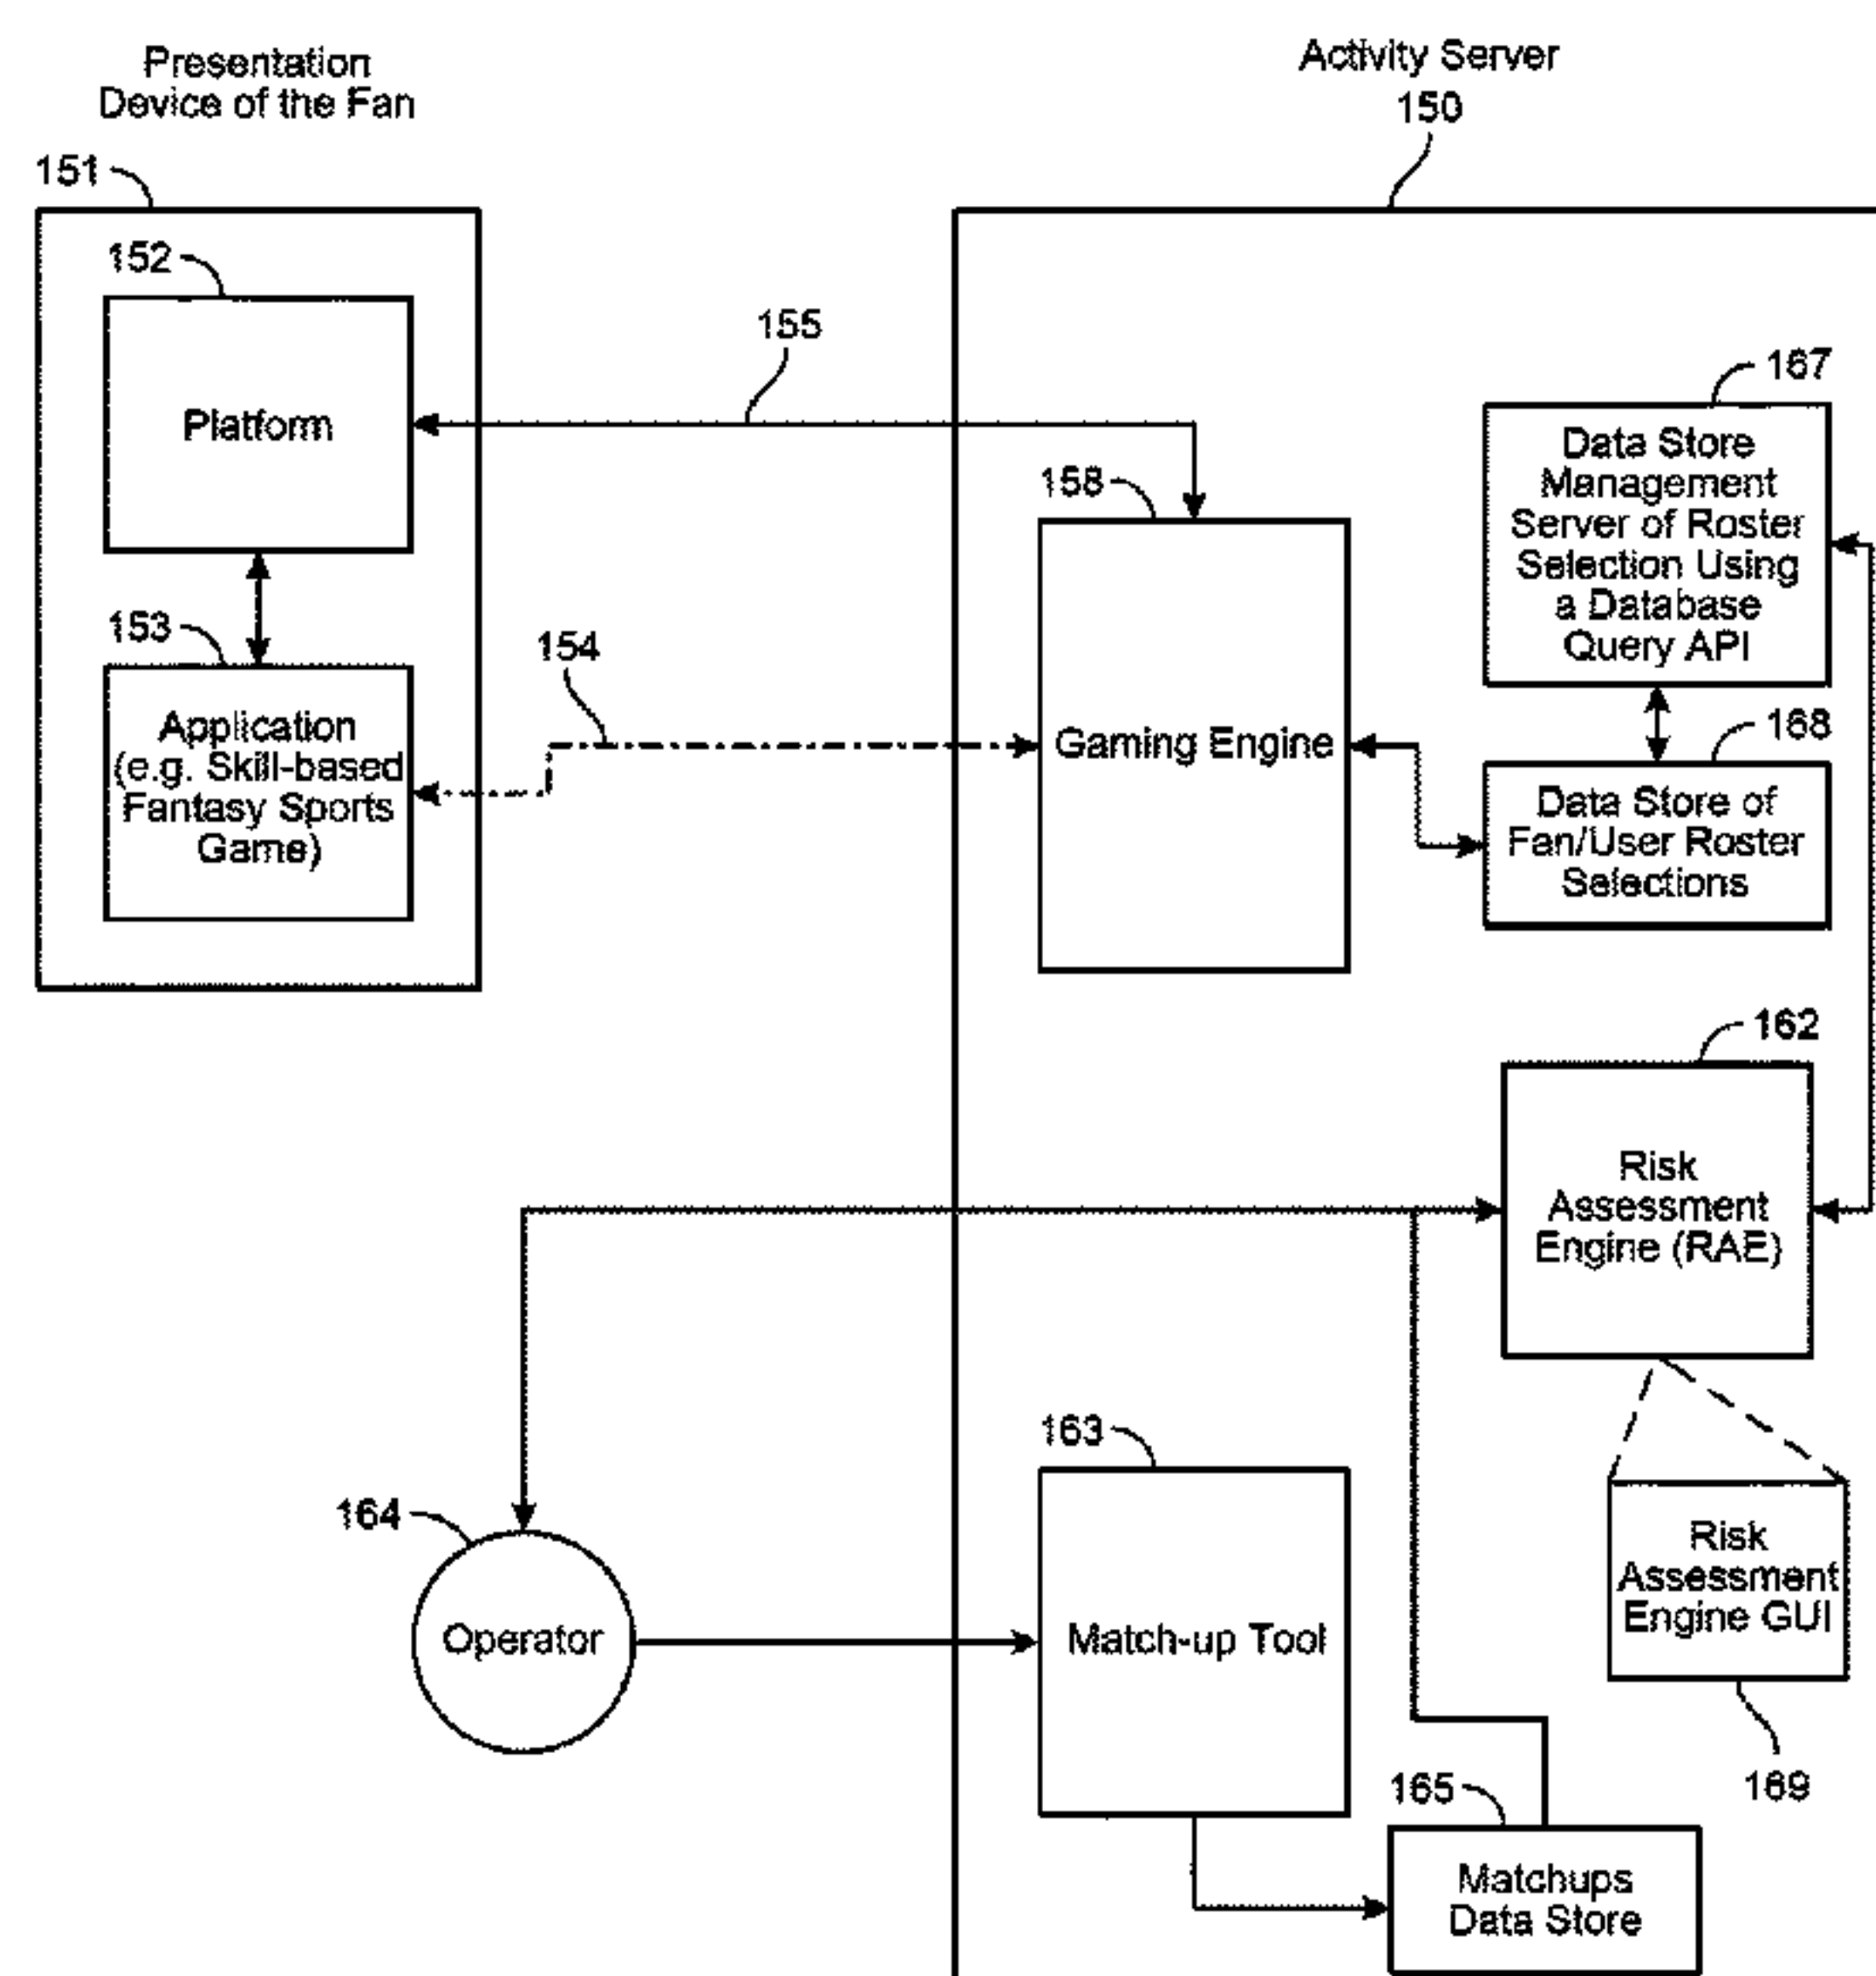 Presentation
Device of the Fan
151
152
Platform
153
Application
(e.g. Skill-based
Fantasy Sports
Game)
154
155
Activity Server
150
158
Gaming Engine
167
Data Store
Management
Server of Roster
Selection Using
a Database
Query API
168
Data Store of
Fan/User Roster
Selections
162
Risk
Assessment
Engine (RAE)
163
164
Operator
Match-up Tool
Risk
Assessment
Engine GUI
169
165
Matchups
Data Store